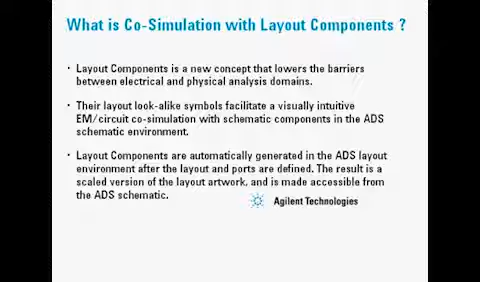 What is Co-Simulation with Layout Components ?
• Layout Components is a new concept that lowers the barriers
between electrical and physical analysis domains.
• Their layout look-alike symbols facilitate a visually intuitive
EM/circuit co-simulation with schematic components in the ADS
schematic environment.
• Layout Components are automatically generated in the ADS layout
environment after the layout and ports are defined. The result is a
scaled version of the layout artwork, and is made accessible from
the ADS schematic.
Agilent Technologies